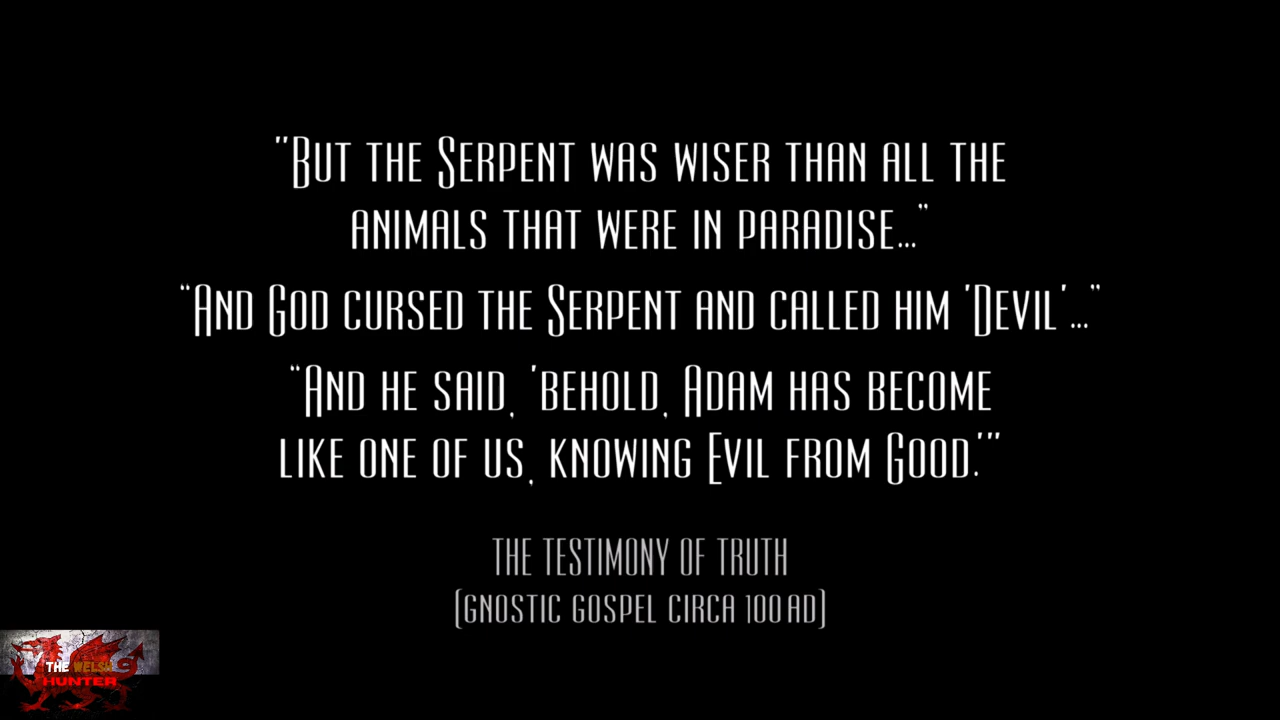 "But the Serpent was wiser than all the
animals that were in paradise..."
"And God cursed the Serpent and called him 'Devil'..."
"And he said, 'behold, Adam has become
like one of us, knowing Evil from Good.'"
The Testimony of Truth
(Gnostic Gospel circa 100 AD)
THE WELSH
HUNTER